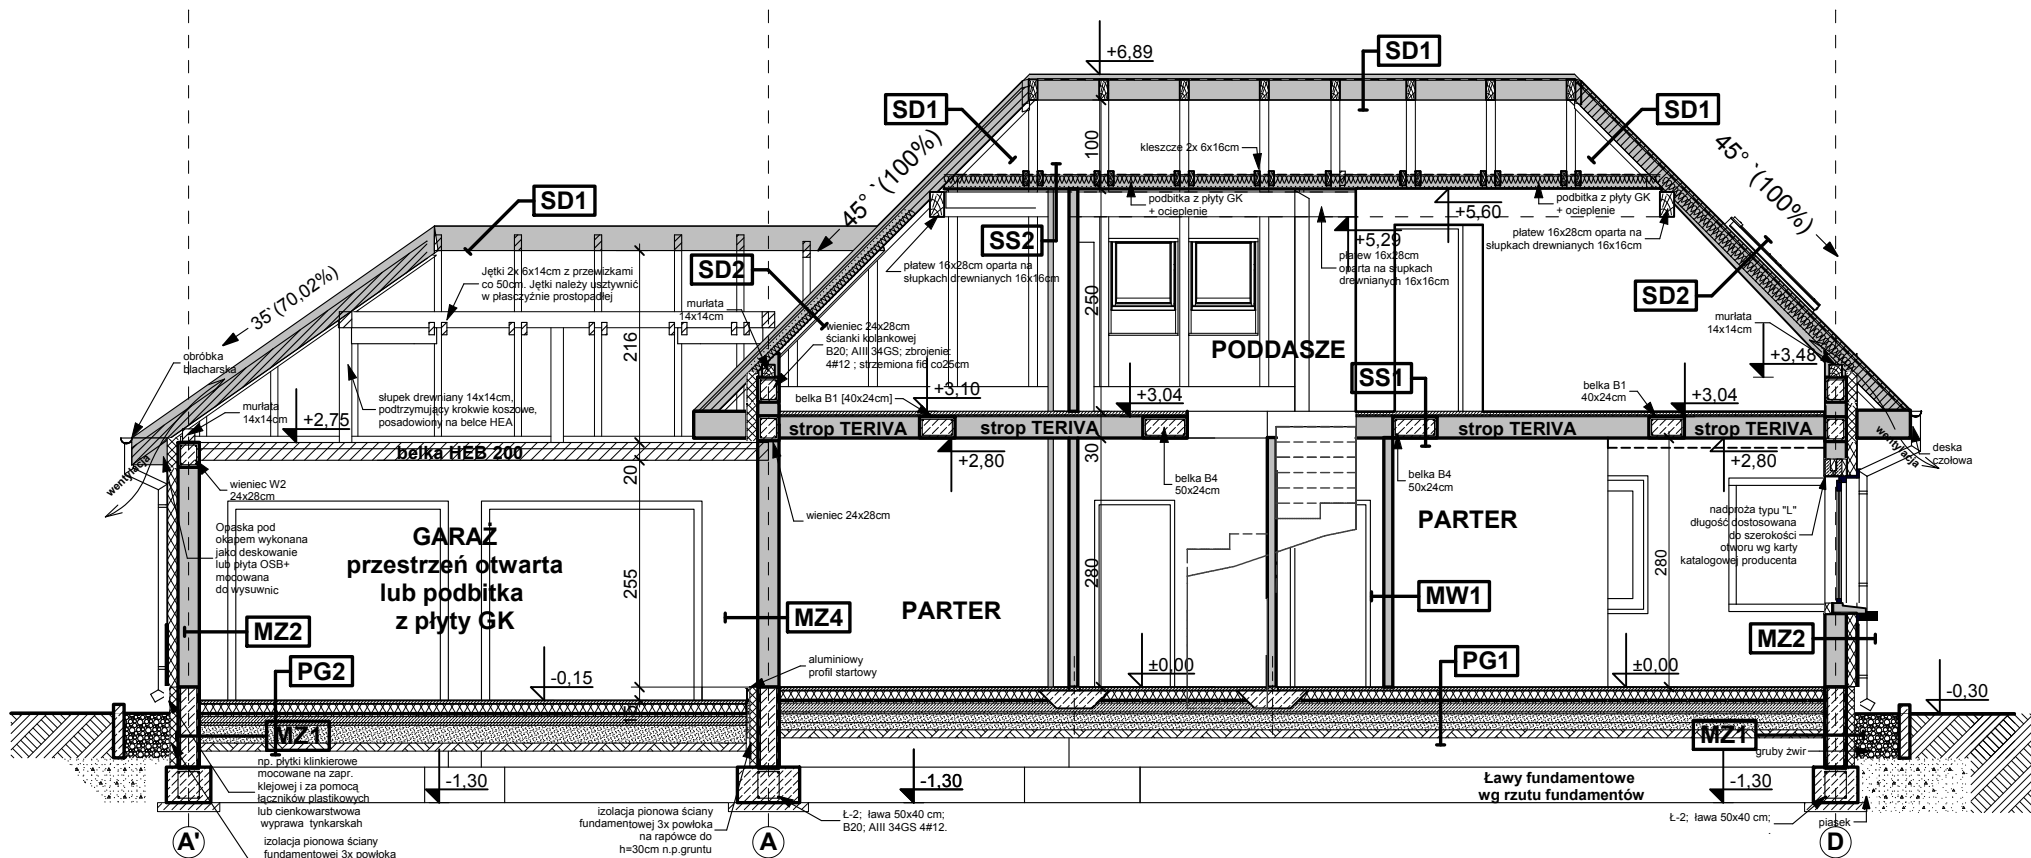 +6,89
SD1
SD1
SD1
100
45° `(100%)
kleszcze 2x 6x16cm
45° `(100%)
SD1
podbitka z płyty GK
+ ocieplenie
podbitka z płyty GK
+ ocieplenie
+5,60
SS2
+5,29
płatew 16x28cm oparta na
słupkach drewnianych 16x16cm
płatew 16x28cm oparta na
słupkach drewnianych 16x16cm
płatew 16x28cm
oparta na słupkach
drewnianych 16x16cm
SD2
SD2
35°(70,02%)
Jętki 2x 6x14cm z przewizkami
co 50cm. Jętki należy usztywnić
w płasczyźnie prostopadłej
murłata
14x14cm
250
murłata
14x14cm
wieniec 24x28cm
ścianki kolankowej
B20; AIII 34GS; zbrojenie:
4#12 ; strzemiona fi6 co25cm
216
PODDASZE
+3,48
obróbka
blacharska
SS1
słupek drewniany 14x14cm,
podtrzymujący krokwie koszowe,
posadowiony na belce HEA
murłata
14x14cm
+2,75
belka B1 [40x24cm]
+3,10
+3,04
belka B1
40x24cm
+3,04
strop TERIVA
strop TERIVA
strop TERIVA
strop TERIVA
wentylacja
belka HEB 200
+2,80
30
+2,80
wentylacja
deska
czołowa
wieniec W2
24x28cm
20
belka B4
50x24cm
belka B4
50x24cm
wieniec 24x28cm
Opaska pod
okapem wykonana
jako deskowanie
lub płyta OSB+
mocowana
do wysuwnic
GARAŻ
przestrzeń otwarta
lub podbitka
z płyty GK
255
PARTER
280
PARTER
280
nadproża typu "L"
długość dostosowana
do szerokości
otworu wg karty
katalogowej producenta
MZ2
MZ4
MW1
MZ2
PG2
-0,15
aluminiowy
profil startowy
±0,00
PG1
±0,00
-0,30
15
MZ1
MZ1
gruby żwir
np. płytki klinkierowe
mocowane na zapr.
klejowej i za pomocą
łączników plastikowych
lub cienkowarstwowa
wyprawa tynkarskah
-1,30
-1,30
Ławy fundamentowe
wg rzutu fundamentów
-1,30
izolacja pionowa ściany
fundamentowej 3x powłoka
na rapówce do
h=30cm n.p.gruntu
Ł-2; ława 50x40 cm;
B20; AIII 34GS 4#12.
Ł-2; ława 50x40 cm;
piasek
A'
A
D
izolacja pionowa ściany
fundamentowej 3x powłoka